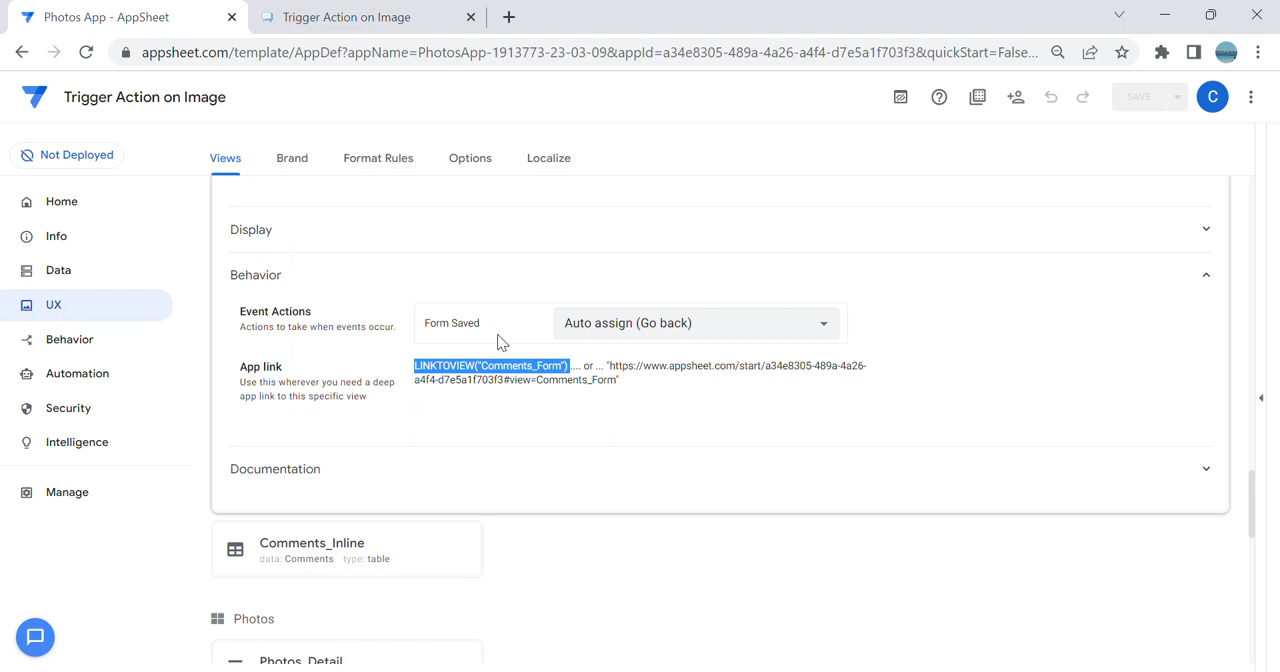 Photos App - AppSheet
Trigger Action on Image
appsheet.com/template/AppDef?appName=PhotosApp-1913773-23-03-09&appId=a34e8305-489a-4a26-a4f4-d7e5a1f703f3&quickStart=False...
Trigger Action on Image
SAVE
C
Not Deployed
Views
Brand
Format Rules
Options
Localize
Home
Info
Data
UX
Behavior
Automation
Security
Intelligence
Manage
Display
Behavior
Event Actions
Actions to take when events occur.
Form Saved
Auto assign (Go back)
App link
Use this wherever you need a deep
app link to this specific view
LINKTOVIEW("Comments_Form").... or ... "https://www.appsheet.com/start/a34e8305-489a-4a26-
a4f4-d7e5a1f703f3#view=Comments_Form"
Documentation
Comments_Inline
data: Comments type: table
Photos
Photos_Detail